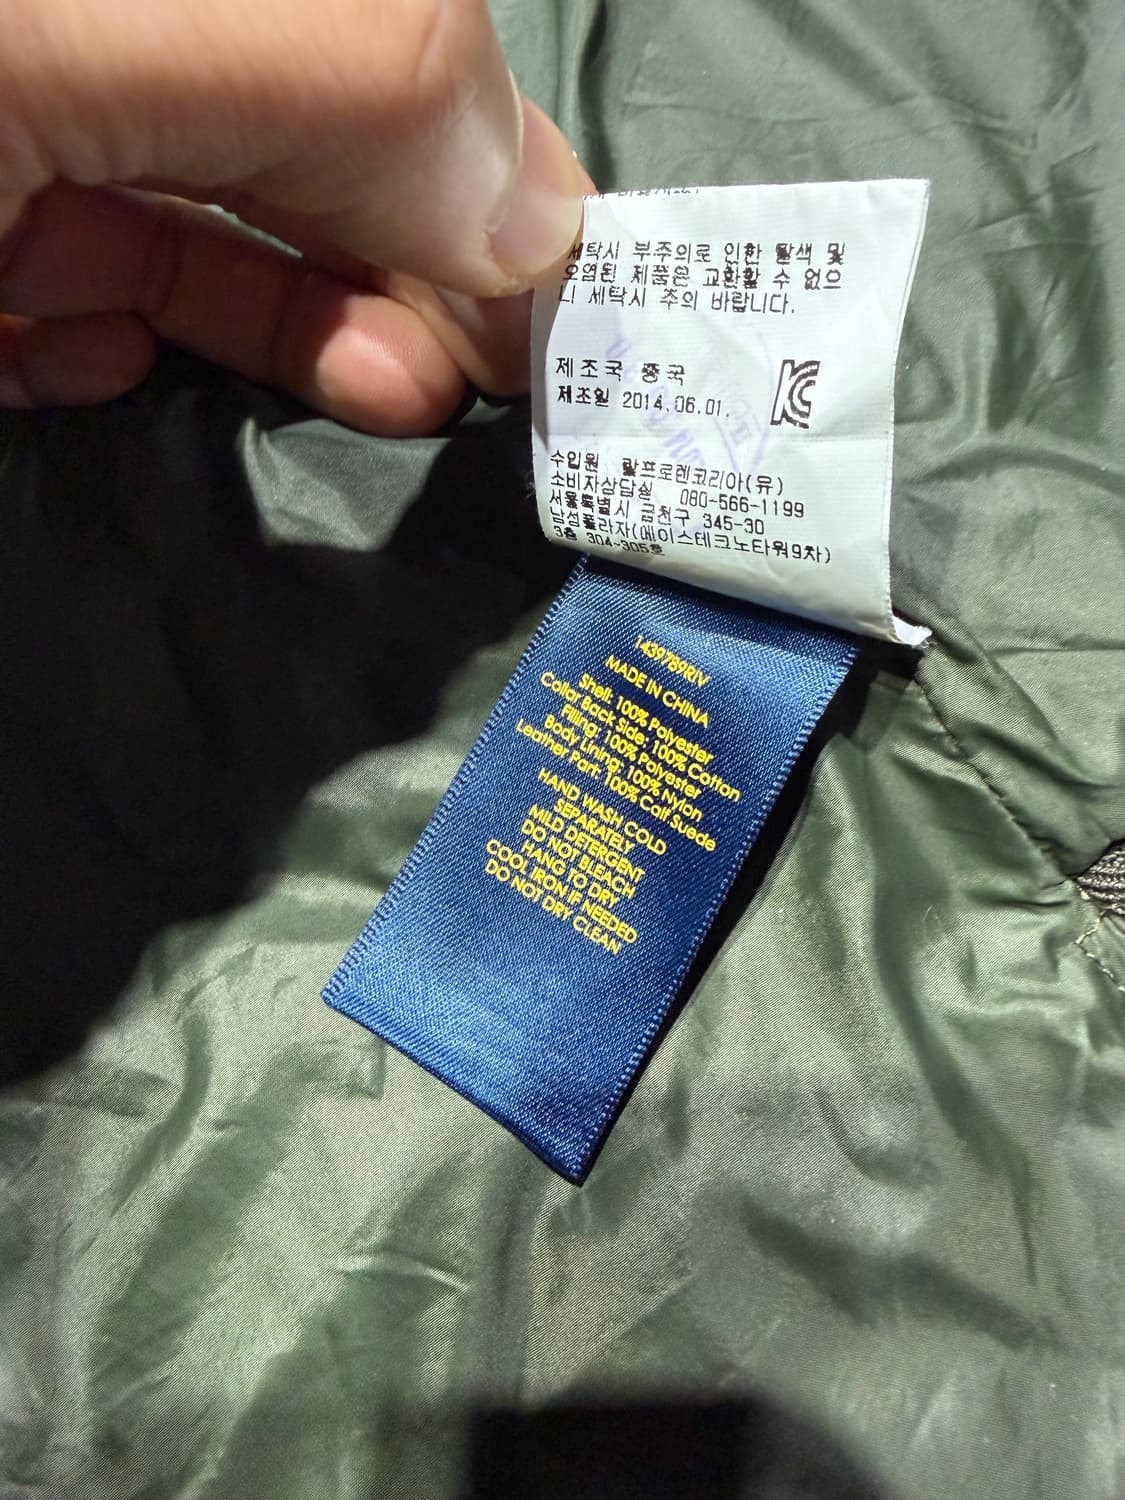 세탁시 부주의로 인한 탈색 및
오염된 제품은 교환할 수 없으
니 세탁시 주의 바랍니다.
제조국 중국
제조일 2014.06.01.
수입원 랄프로렌코리아(유)
소비자상담실 080-566-1199
서울특별시 금천구 345-30
남성플라자(에이스테크노타워9차)
3층 304~305호
1439789RIV
MADE IN CHINA
Shell: 100% Polyester
Collar Back Side: 100% Cotton
Filling: 100% Polyester
Body Lining: 100% Nylon
Leather Part: 100% Calf Suede
HAND WASH COLD
SEPARATELY
MILD DETERGENT
DO NOT BLEACH
HANG TO DRY
COOL IRON IF NEEDED
DO NOT DRY CLEAN